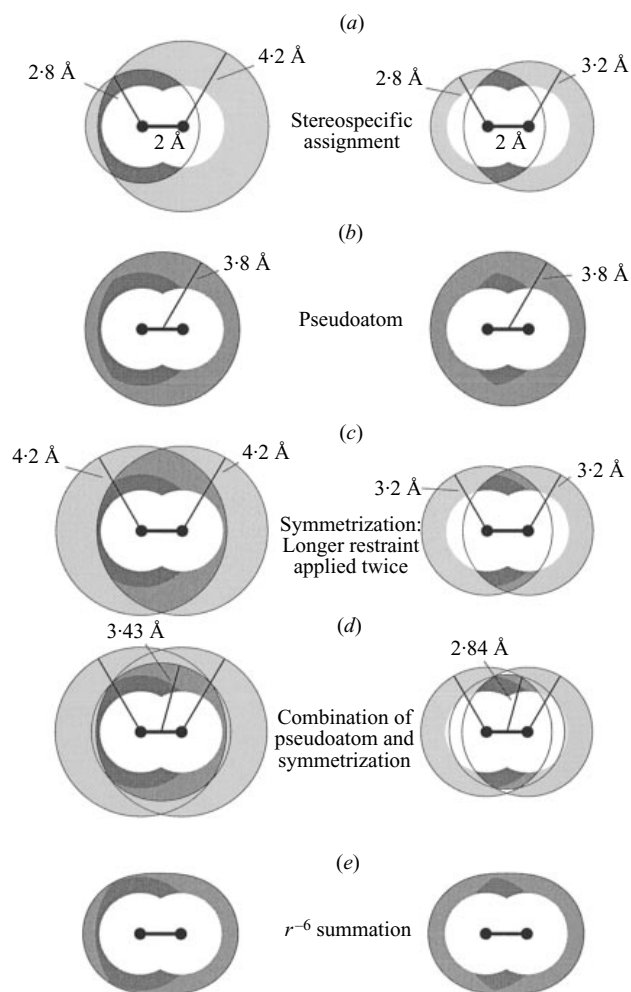 (a)
2·8 Å
4·2 Å
2·8 Å
3·2 Å
2 Å
Stereospecific
assignment
2 Å
(b)
3·8 Å
3·8 Å
Pseudoatom
(c)
4·2 Å
4·2 Å
3·2 Å
3·2 Å
Symmetrization:
Longer restraint
applied twice
(d)
3·43 Å
2·84 Å
Combination of
pseudoatom and
symmetrization
(e)
r⁻⁶ summation